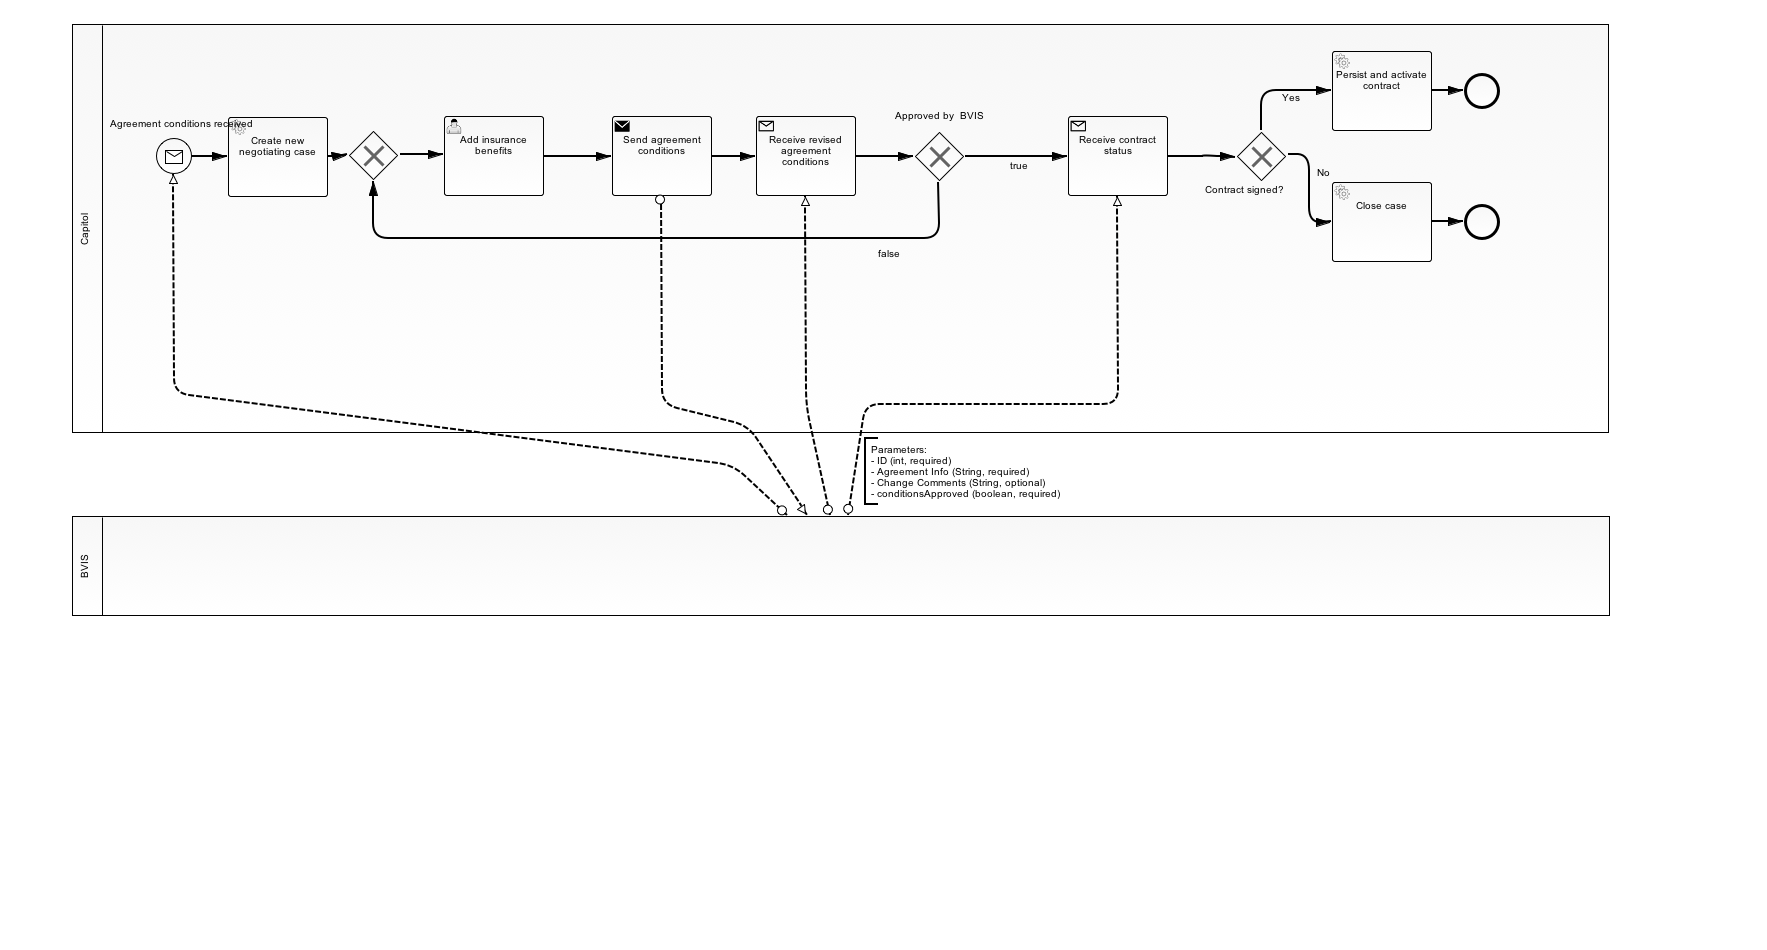 Capitol
Agreement conditions received
Create new
negotiating case
Add insurance
benefits
Send agreement
conditions
Receive revised
agreement
conditions
Approved by  BVIS
true
false
Receive contract
status
Contract signed?
Yes
No
Persist and activate
contract
Close case
Parameters:
- ID (int, required)
- Agreement Info (String, required)
- Change Comments (String, optional)
- conditionsApproved (boolean, required)
BVIS